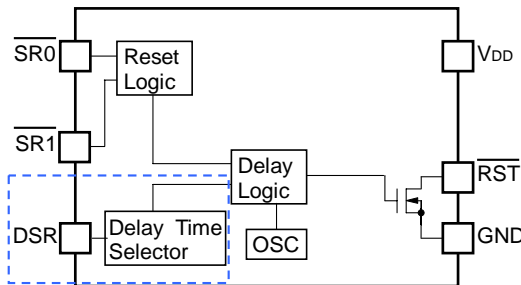 SR0
Reset
Logic
VDD
SR1
Delay
Logic
RST
DSR
Delay Time
Selector
OSC
GND